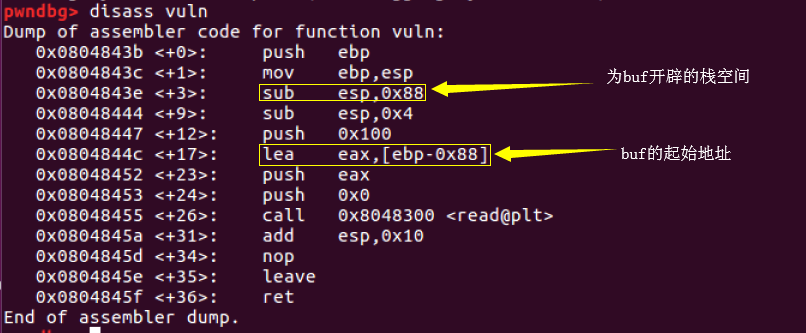 pwndbg> disass vuln
Dump of assembler code for function vuln:
0x0804843b <+0>: push ebp
0x0804843c <+1>: mov ebp,esp
0x0804843e <+3>: sub esp,0x88
为buf开辟的栈空间
0x08048444 <+9>: sub esp,0x4
0x08048447 <+12>: push 0x100
0x0804844c <+17>: lea eax,[ebp-0x88]
buf的起始地址
0x08048452 <+23>: push eax
0x08048453 <+24>: push 0x0
0x08048455 <+26>: call 0x8048300 <read@plt>
0x0804845a <+31>: add esp,0x10
0x0804845d <+34>: nop
0x0804845e <+35>: leave
0x0804845f <+36>: ret
End of assembler dump.